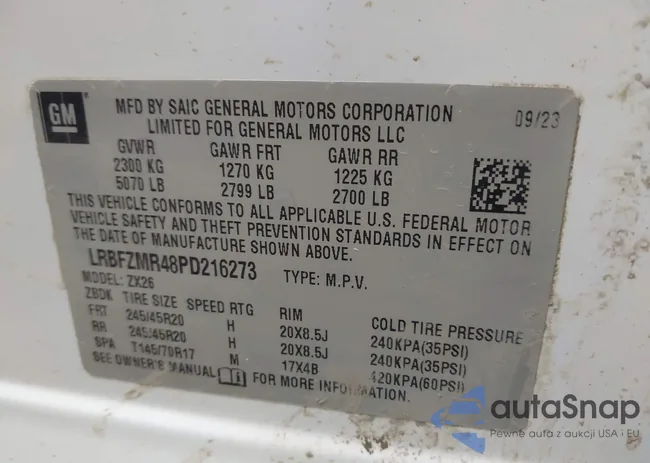 GM
MFD BY SAIC GENERAL MOTORS CORPORATION 09/23
LIMITED FOR GENERAL MOTORS LLC
GVWR GAWR FRT GAWR RR
2300 KG 1270 KG 1225 KG
5070 LB 2799 LB 2700 LB
THIS VEHICLE CONFORMS TO ALL APPLICABLE U.S. FEDERAL MOTOR
VEHICLE SAFETY AND THEFT PREVENTION STANDARDS IN EFFECT ON
THE DATE OF MANUFACTURE SHOWN ABOVE.
LRBFZMR48PD216273 TYPE: M.P.V.
MODEL: ZX26
ZBDK TIRE SIZE SPEED RTG RIM COLD TIRE PRESSURE
FRT 245/45R20 H 20X8.5J 240KPA(35PSI)
RR 245/45R20 H 20X8.5J 240KPA(35PSI)
SPA T145/70R17 M 17X4B 420KPA(60PSI)
SEE OWNER'S MANUAL FOR MORE INFORMATION.
autaSnap
Pewne auta z aukcji USA i EU